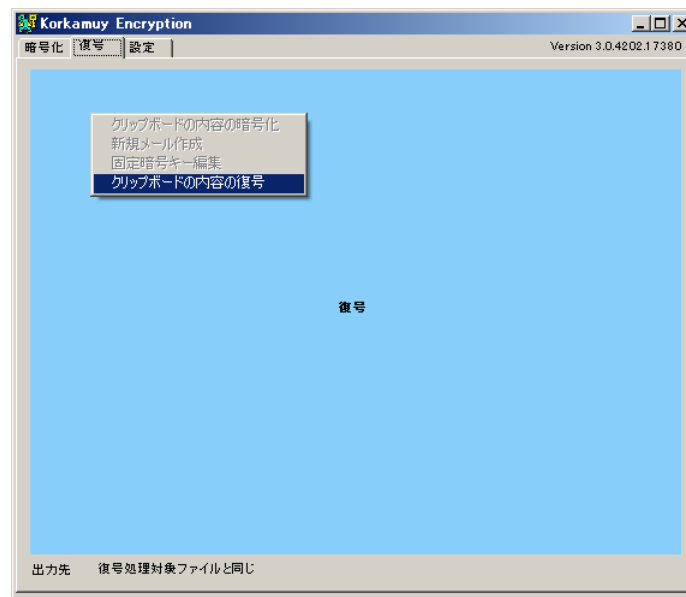 Korkamuy Encryption
暗号化 復号 設定 Version 3.0.4202.17380
クリップボードの内容の暗号化
新規メール作成
固定暗号キー編集
クリップボードの内容の復号
復号
出力先 復号処理対象ファイルと同じ